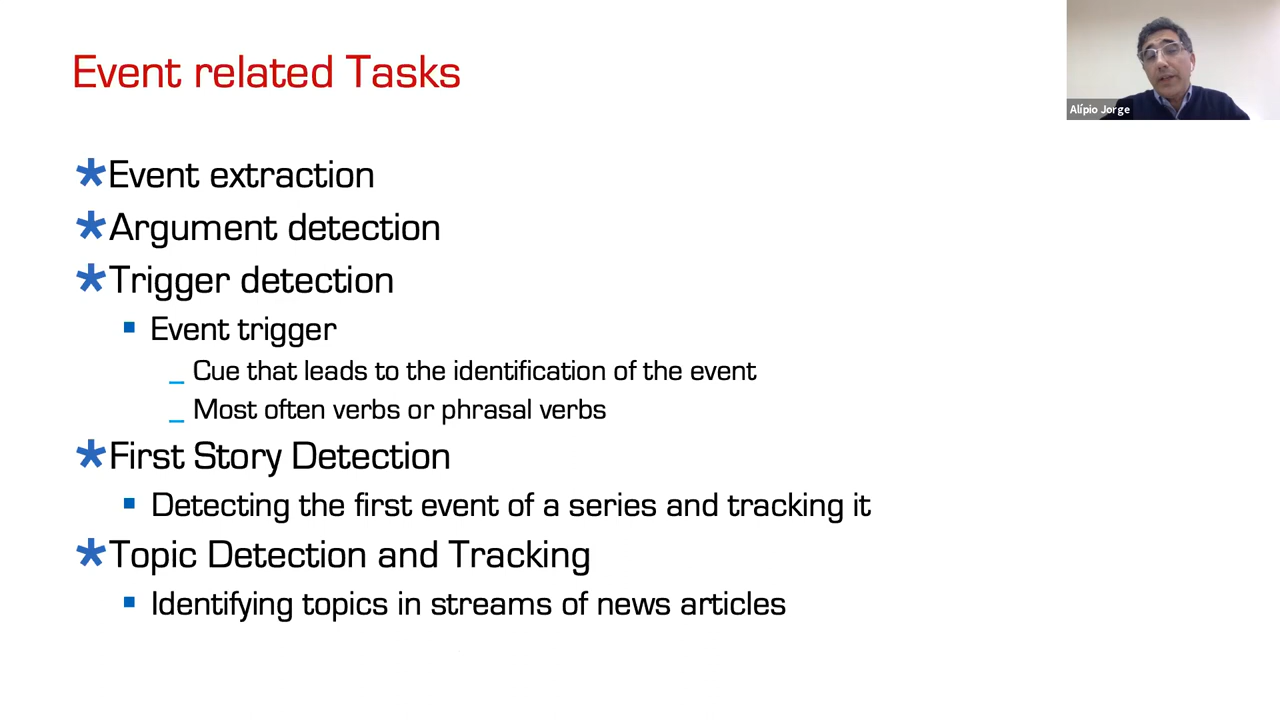 Event related Tasks
Alípio Jorge
*Event extraction
*Argument detection
*Trigger detection
▪ Event trigger
_ Cue that leads to the identification of the event
_ Most often verbs or phrasal verbs
*First Story Detection
▪ Detecting the first event of a series and tracking it
*Topic Detection and Tracking
▪ Identifying topics in streams of news articles